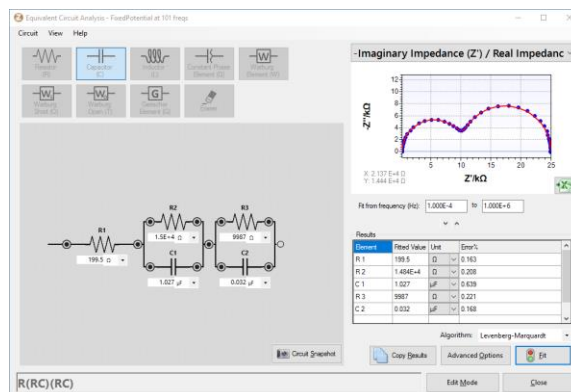 Equivalent Circuit Analysis - FixedPotential at 101 freqs
Circuit View Help
Resistor (R)
Capacitor (C)
Inductor (L)
Constant Phase Element (Q)
Warburg Element (W)
Warburg Short (O)
Warburg Open (T)
Gerischer Element (G)
Eraser
-Imaginary Impedance (Z') / Real Impedanc
-Z''/kΩ
12
10
8
6
4
2
0
5 10 15 20 25
Z'/kΩ
X: 2.137 E+4 Ω
Y: 1.444 E+4 Ω
Fit from frequency (Hz): 1.000E-4 to 1.000E+6
R1
199.5 Ω
R2
1.5E+4 Ω
C1
1.027 μF
R3
9987 Ω
C2
0.032 μF
Results
Element Fitted Value Unit Error%
R 1 199.5 Ω 0.163
R 2 1.484E+4 Ω 0.208
C 1 1.027 μF 0.639
R 3 9987 Ω 0.221
C 2 0.032 μF 0.168
Algorithm: Levenberg-Marquardt
Circuit Snapshot
Copy Results
Advanced Options
Fit
R(RC)(RC)
Edit Mode
Close